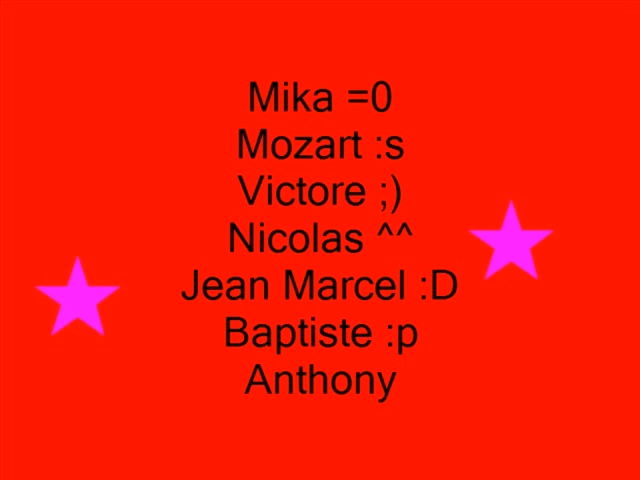 Mika =0
Mozart :s
Victore ;)
Nicolas ^^
Jean Marcel :D
Baptiste :p
Anthony